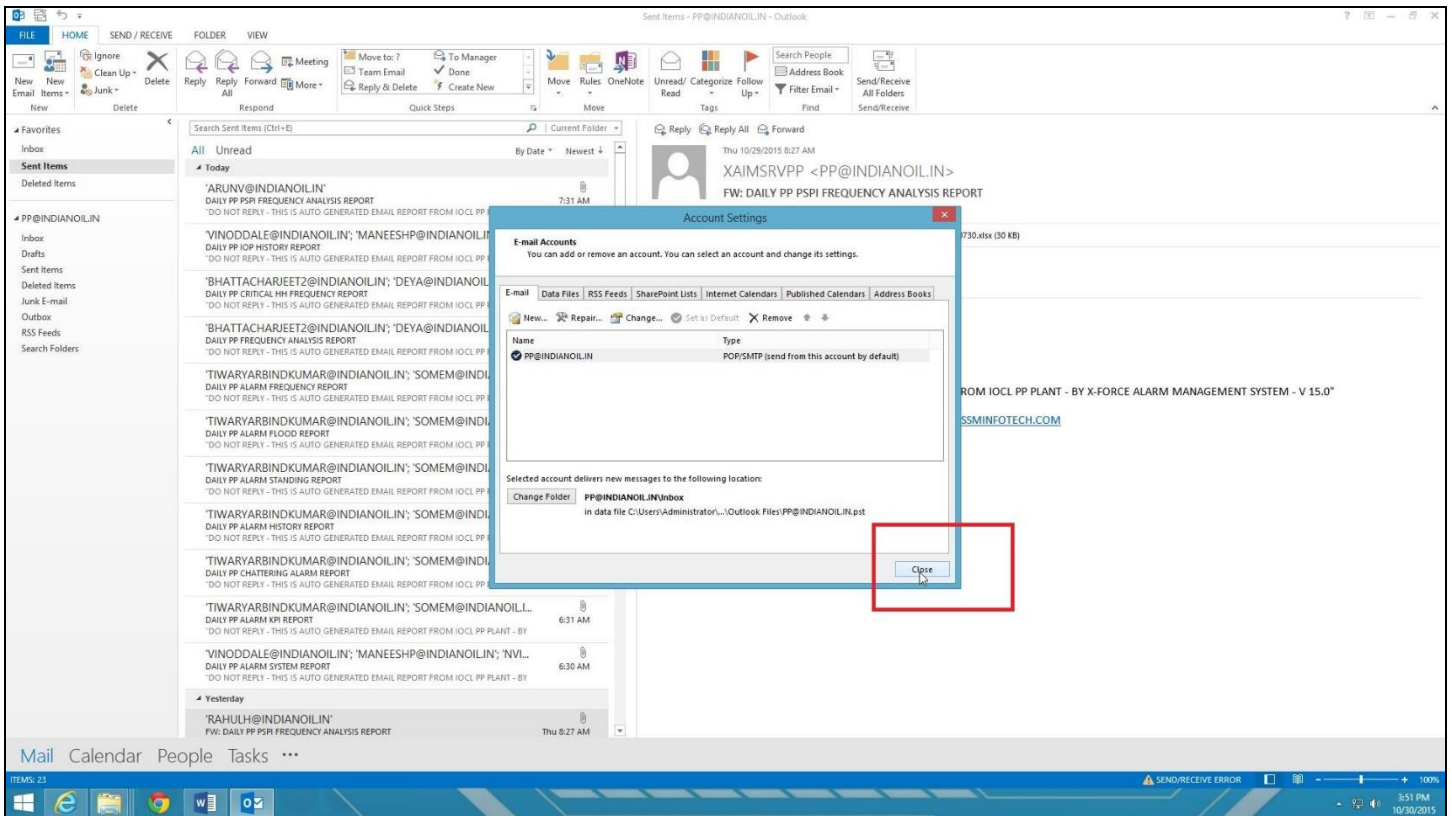 Sent Items - PP@INDIANOIL.IN - Outlook
FILE HOME SEND / RECEIVE FOLDER VIEW
New Email
New Items
New
Ignore
Clean Up
Junk
Delete
Delete
Reply
Reply All
Forward
Meeting
More
Respond
Move to: ?
Team Email
Reply & Delete
To Manager
Done
Create New
Quick Steps
Move
Rules
OneNote
Move
Unread/ Read
Categorize
Follow Up
Tags
Search People
Address Book
Filter Email
Find
Send/Receive All Folders
Send/Receive
Favorites
Inbox
Sent Items
Deleted Items
PP@INDIANOIL.IN
Inbox
Drafts
Sent Items
Deleted Items
Junk E-mail
Outbox
RSS Feeds
Search Folders
Search Sent Items (Ctrl+E) Current Folder
All Unread By Date Newest
Today
'ARUNV@INDIANOIL.IN'
DAILY PP PSPI FREQUENCY ANALYSIS REPORT 7:31 AM
"DO NOT REPLY - THIS IS AUTO GENERATED EMAIL REPORT FROM IOCL PP
'VINODDALE@INDIANOIL.IN'; 'MANEESHP@INDIANOIL.IN
DAILY PP IOP HISTORY REPORT
"DO NOT REPLY - THIS IS AUTO GENERATED EMAIL REPORT FROM IOCL PP
'BHATTACHARJEET2@INDIANOIL.IN'; 'DEYA@INDIANOIL
DAILY PP CRITICAL HH FREQUENCY REPORT
"DO NOT REPLY - THIS IS AUTO GENERATED EMAIL REPORT FROM IOCL PP
'BHATTACHARJEET2@INDIANOIL.IN'; 'DEYA@INDIANOIL
DAILY PP FREQUENCY ANALYSIS REPORT
"DO NOT REPLY - THIS IS AUTO GENERATED EMAIL REPORT FROM IOCL PP
'TIWARYARBINDKUMAR@INDIANOIL.IN'; 'SOMEM@INDI
DAILY PP ALARM FREQUENCY REPORT
"DO NOT REPLY - THIS IS AUTO GENERATED EMAIL REPORT FROM IOCL PP
'TIWARYARBINDKUMAR@INDIANOIL.IN'; 'SOMEM@INDI
DAILY PP ALARM FLOOD REPORT
"DO NOT REPLY - THIS IS AUTO GENERATED EMAIL REPORT FROM IOCL PP
'TIWARYARBINDKUMAR@INDIANOIL.IN'; 'SOMEM@INDI
DAILY PP ALARM STANDING REPORT
"DO NOT REPLY - THIS IS AUTO GENERATED EMAIL REPORT FROM IOCL PP
'TIWARYARBINDKUMAR@INDIANOIL.IN'; 'SOMEM@INDI
DAILY PP ALARM HISTORY REPORT
"DO NOT REPLY - THIS IS AUTO GENERATED EMAIL REPORT FROM IOCL PP
'TIWARYARBINDKUMAR@INDIANOIL.IN'; 'SOMEM@INDI
DAILY PP CHATTERING ALARM REPORT
"DO NOT REPLY - THIS IS AUTO GENERATED EMAIL REPORT FROM IOCL PP
'TIWARYARBINDKUMAR@INDIANOIL.IN'; 'SOMEM@INDIANOIL.I...
DAILY PP ALARM KPI REPORT 6:31 AM
"DO NOT REPLY - THIS IS AUTO GENERATED EMAIL REPORT FROM IOCL PP PLANT - BY
'VINODDALE@INDIANOIL.IN'; 'MANEESHP@INDIANOIL.IN'; 'NVI...
DAILY PP ALARM SYSTEM REPORT 6:30 AM
"DO NOT REPLY - THIS IS AUTO GENERATED EMAIL REPORT FROM IOCL PP PLANT - BY
Yesterday
'RAHULH@INDIANOIL.IN'
FW: DAILY PP PSPI FREQUENCY ANALYSIS REPORT Thu 8:27 AM
Reply Reply All Forward
Thu 10/29/2015 8:27 AM
XAIMSRVPP <PP@INDIANOIL.IN>
FW: DAILY PP PSPI FREQUENCY ANALYSIS REPORT
0730.xlsx (30 KB)
ROM IOCL PP PLANT - BY X-FORCE ALARM MANAGEMENT SYSTEM - V 15.0"
SSMINFOTECH.COM
Account Settings
E-mail Accounts
You can add or remove an account. You can select an account and change its settings.
E-mail Data Files RSS Feeds SharePoint Lists Internet Calendars Published Calendars Address Books
New... Repair... Change... Set as Default Remove
Name Type
PP@INDIANOIL.IN POP/SMTP (send from this account by default)
Selected account delivers new messages to the following location:
Change Folder PP@INDIANOIL.IN\Inbox
in data file C:\Users\Administrator\...\Outlook Files\PP@INDIANOIL.IN.pst
Close
Mail Calendar People Tasks ...
ITEMS: 23 SEND/RECEIVE ERROR 100%
3:51 PM
10/30/2015